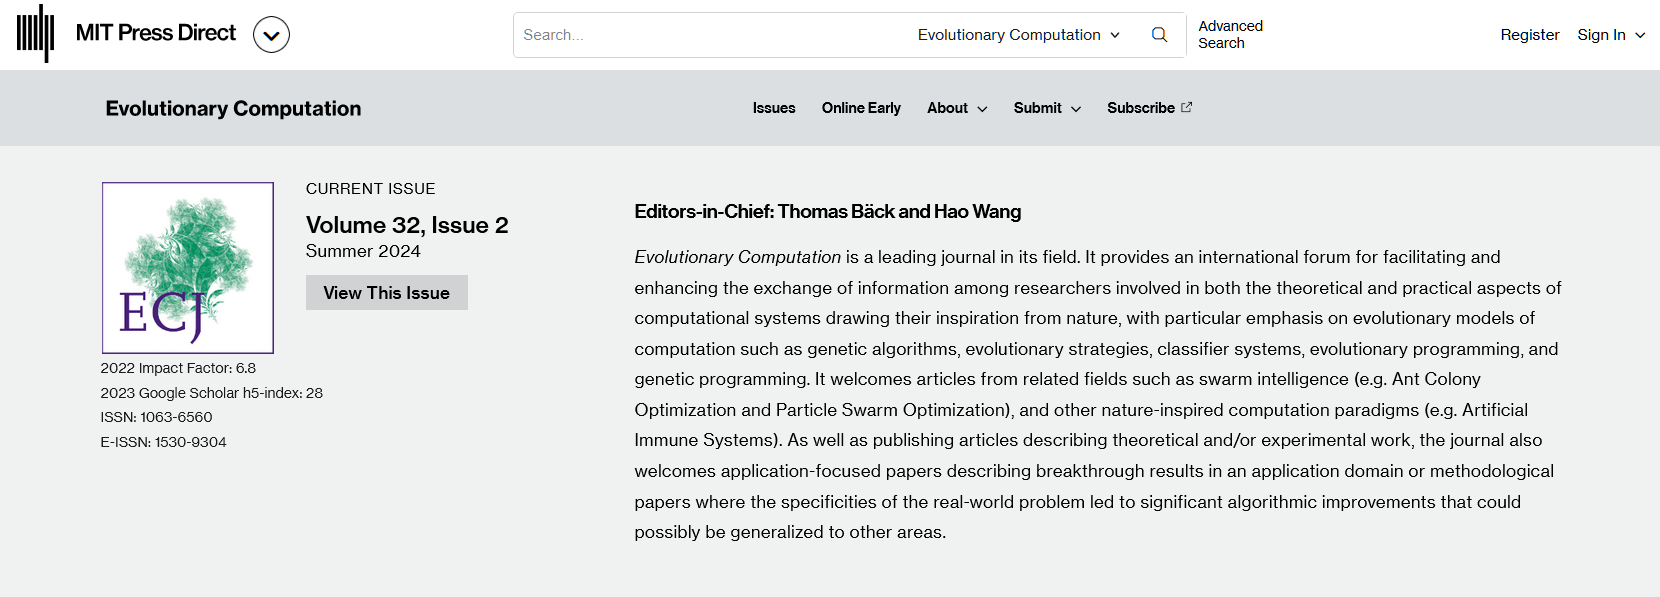 MIT Press Direct
Search...
Evolutionary Computation
Advanced
Search
Register
Sign In
Evolutionary Computation
Issues
Online Early
About
Submit
Subscribe
ECJ
2022 Impact Factor: 6.8
2023 Google Scholar h5-index: 28
ISSN: 1063-6560
E-ISSN: 1530-9304
CURRENT ISSUE
Volume 32, Issue 2
Summer 2024
View This Issue
Editors-in-Chief: Thomas Bäck and Hao Wang
Evolutionary Computation is a leading journal in its field. It provides an international forum for facilitating and
enhancing the exchange of information among researchers involved in both the theoretical and practical aspects of
computational systems drawing their inspiration from nature, with particular emphasis on evolutionary models of
computation such as genetic algorithms, evolutionary strategies, classifier systems, evolutionary programming, and
genetic programming. It welcomes articles from related fields such as swarm intelligence (e.g. Ant Colony
Optimization and Particle Swarm Optimization), and other nature-inspired computation paradigms (e.g. Artificial
Immune Systems). As well as publishing articles describing theoretical and/or experimental work, the journal also
welcomes application-focused papers describing breakthrough results in an application domain or methodological
papers where the specificities of the real-world problem led to significant algorithmic improvements that could
possibly be generalized to other areas.